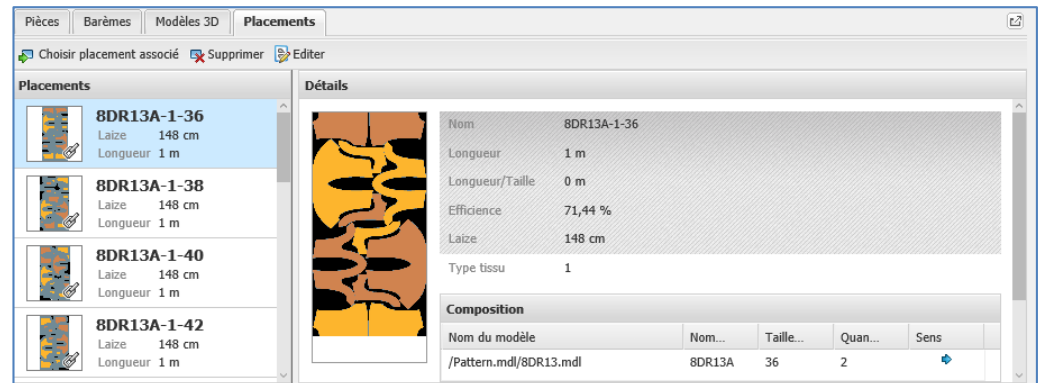 Pièces Barèmes Modèles 3D Placements
Choisir placement associé Supprimer Editer
Placements
8DR13A-1-36
Laize 148 cm
Longueur 1 m
8DR13A-1-38
Laize 148 cm
Longueur 1 m
8DR13A-1-40
Laize 148 cm
Longueur 1 m
8DR13A-1-42
Laize 148 cm
Longueur 1 m
Détails
Nom 8DR13A-1-36
Longueur 1 m
Longueur/Taille 0 m
Efficience 71,44 %
Laize 148 cm
Type tissu 1
Composition
Nom du modèle Nom... Taille... Quan... Sens
/Pattern.mdl/8DR13.mdl 8DR13A 36 2